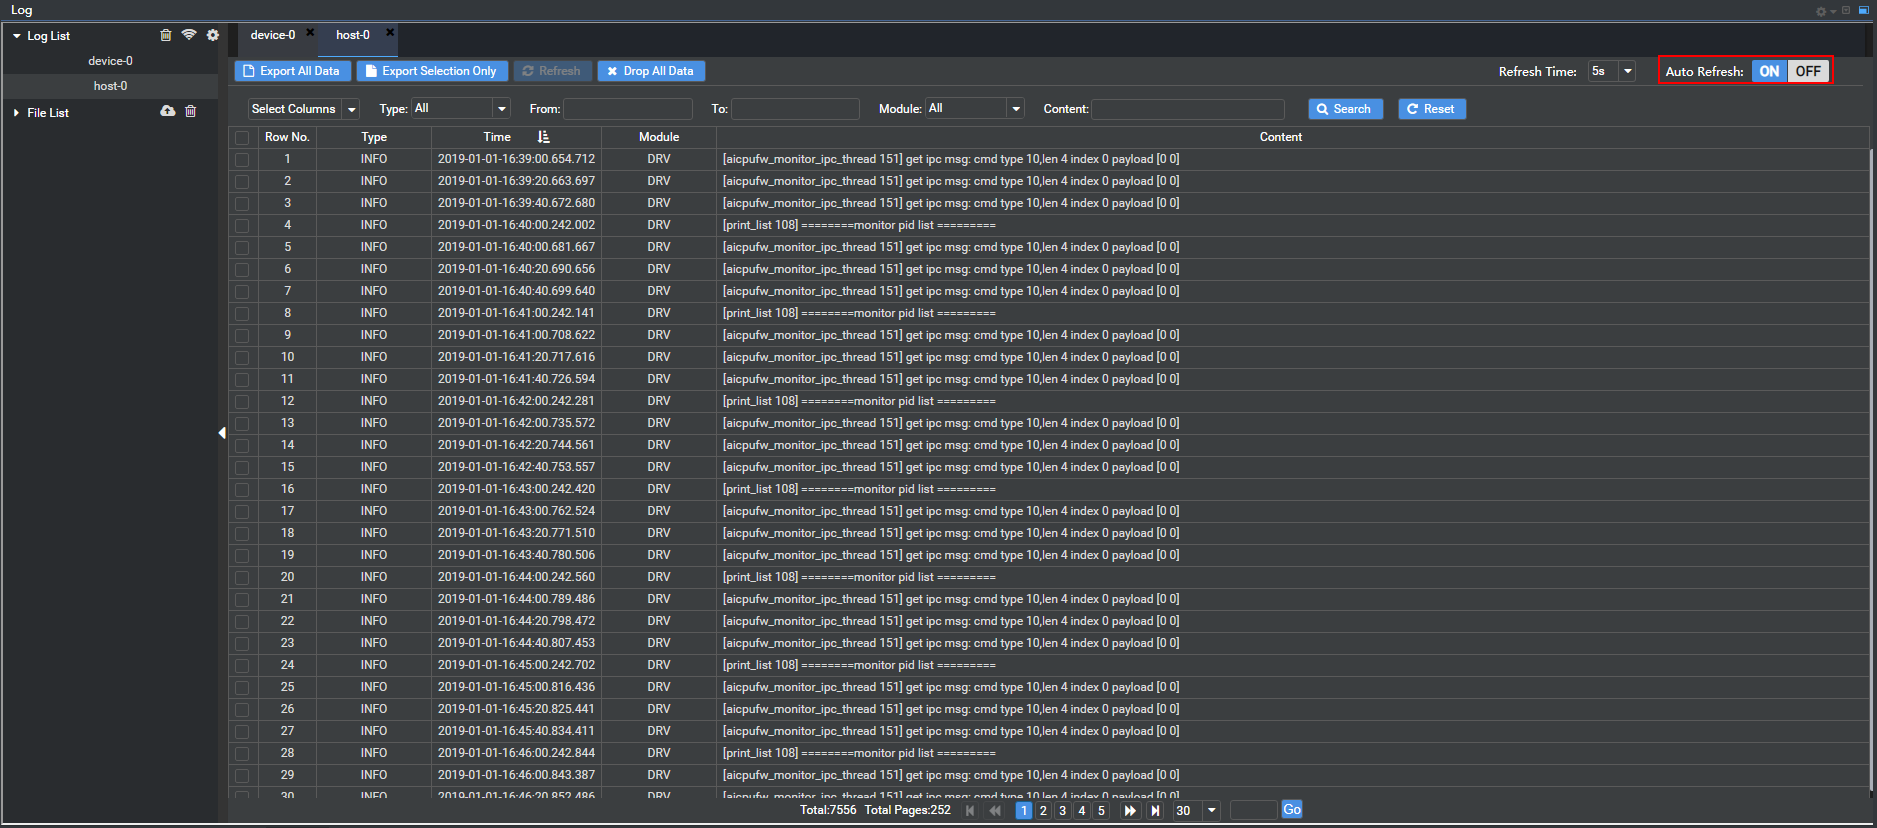 Log
Log List
device-0
host-0
File List
device-0 host-0
Export All Data Export Selection Only Refresh Drop All Data Refresh Time: 5s Auto Refresh: ON OFF
Select Columns Type: All From: To: Module: All Content: Search Reset
Row No. Type Time Module Content
1 INFO 2019-01-01-16:39:00.654.712 DRV [aicpufw_monitor_ipc_thread 151] get ipc msg: cmd type 10,len 4 index 0 payload [0 0]
2 INFO 2019-01-01-16:39:20.663.697 DRV [aicpufw_monitor_ipc_thread 151] get ipc msg: cmd type 10,len 4 index 0 payload [0 0]
3 INFO 2019-01-01-16:39:40.672.680 DRV [aicpufw_monitor_ipc_thread 151] get ipc msg: cmd type 10,len 4 index 0 payload [0 0]
4 INFO 2019-01-01-16:40:00.242.002 DRV [print_list 108] ========monitor pid list =========
5 INFO 2019-01-01-16:40:00.681.667 DRV [aicpufw_monitor_ipc_thread 151] get ipc msg: cmd type 10,len 4 index 0 payload [0 0]
6 INFO 2019-01-01-16:40:20.690.656 DRV [aicpufw_monitor_ipc_thread 151] get ipc msg: cmd type 10,len 4 index 0 payload [0 0]
7 INFO 2019-01-01-16:40:40.699.640 DRV [aicpufw_monitor_ipc_thread 151] get ipc msg: cmd type 10,len 4 index 0 payload [0 0]
8 INFO 2019-01-01-16:41:00.242.141 DRV [print_list 108] ========monitor pid list =========
9 INFO 2019-01-01-16:41:00.708.622 DRV [aicpufw_monitor_ipc_thread 151] get ipc msg: cmd type 10,len 4 index 0 payload [0 0]
10 INFO 2019-01-01-16:41:20.717.616 DRV [aicpufw_monitor_ipc_thread 151] get ipc msg: cmd type 10,len 4 index 0 payload [0 0]
11 INFO 2019-01-01-16:41:40.726.594 DRV [aicpufw_monitor_ipc_thread 151] get ipc msg: cmd type 10,len 4 index 0 payload [0 0]
12 INFO 2019-01-01-16:42:00.242.281 DRV [print_list 108] ========monitor pid list =========
13 INFO 2019-01-01-16:42:00.735.572 DRV [aicpufw_monitor_ipc_thread 151] get ipc msg: cmd type 10,len 4 index 0 payload [0 0]
14 INFO 2019-01-01-16:42:20.744.561 DRV [aicpufw_monitor_ipc_thread 151] get ipc msg: cmd type 10,len 4 index 0 payload [0 0]
15 INFO 2019-01-01-16:42:40.753.557 DRV [aicpufw_monitor_ipc_thread 151] get ipc msg: cmd type 10,len 4 index 0 payload [0 0]
16 INFO 2019-01-01-16:43:00.242.420 DRV [print_list 108] ========monitor pid list =========
17 INFO 2019-01-01-16:43:00.762.524 DRV [aicpufw_monitor_ipc_thread 151] get ipc msg: cmd type 10,len 4 index 0 payload [0 0]
18 INFO 2019-01-01-16:43:20.771.510 DRV [aicpufw_monitor_ipc_thread 151] get ipc msg: cmd type 10,len 4 index 0 payload [0 0]
19 INFO 2019-01-01-16:43:40.780.506 DRV [aicpufw_monitor_ipc_thread 151] get ipc msg: cmd type 10,len 4 index 0 payload [0 0]
20 INFO 2019-01-01-16:44:00.242.560 DRV [print_list 108] ========monitor pid list =========
21 INFO 2019-01-01-16:44:00.789.486 DRV [aicpufw_monitor_ipc_thread 151] get ipc msg: cmd type 10,len 4 index 0 payload [0 0]
22 INFO 2019-01-01-16:44:20.798.472 DRV [aicpufw_monitor_ipc_thread 151] get ipc msg: cmd type 10,len 4 index 0 payload [0 0]
23 INFO 2019-01-01-16:44:40.807.453 DRV [aicpufw_monitor_ipc_thread 151] get ipc msg: cmd type 10,len 4 index 0 payload [0 0]
24 INFO 2019-01-01-16:45:00.242.702 DRV [print_list 108] ========monitor pid list =========
25 INFO 2019-01-01-16:45:00.816.436 DRV [aicpufw_monitor_ipc_thread 151] get ipc msg: cmd type 10,len 4 index 0 payload [0 0]
26 INFO 2019-01-01-16:45:20.825.441 DRV [aicpufw_monitor_ipc_thread 151] get ipc msg: cmd type 10,len 4 index 0 payload [0 0]
27 INFO 2019-01-01-16:45:40.834.411 DRV [aicpufw_monitor_ipc_thread 151] get ipc msg: cmd type 10,len 4 index 0 payload [0 0]
28 INFO 2019-01-01-16:46:00.242.844 DRV [print_list 108] ========monitor pid list =========
29 INFO 2019-01-01-16:46:00.843.387 DRV [aicpufw_monitor_ipc_thread 151] get ipc msg: cmd type 10,len 4 index 0 payload [0 0]
30 INFO 2019-01-01-16:46:20.852.486 DRV [aicpufw_monitor_ipc_thread 151] get ipc msg: cmd type 10,len 4 index 0 payload [0 0]
Total:7556 Total Pages:252 1 2 3 4 5 30 Go